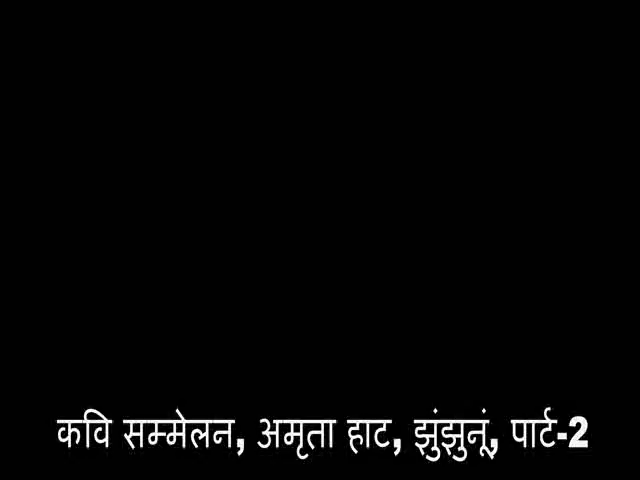 कवि सम्मेलन, अमृता हाट, झुंझुनूं, पार्ट-2